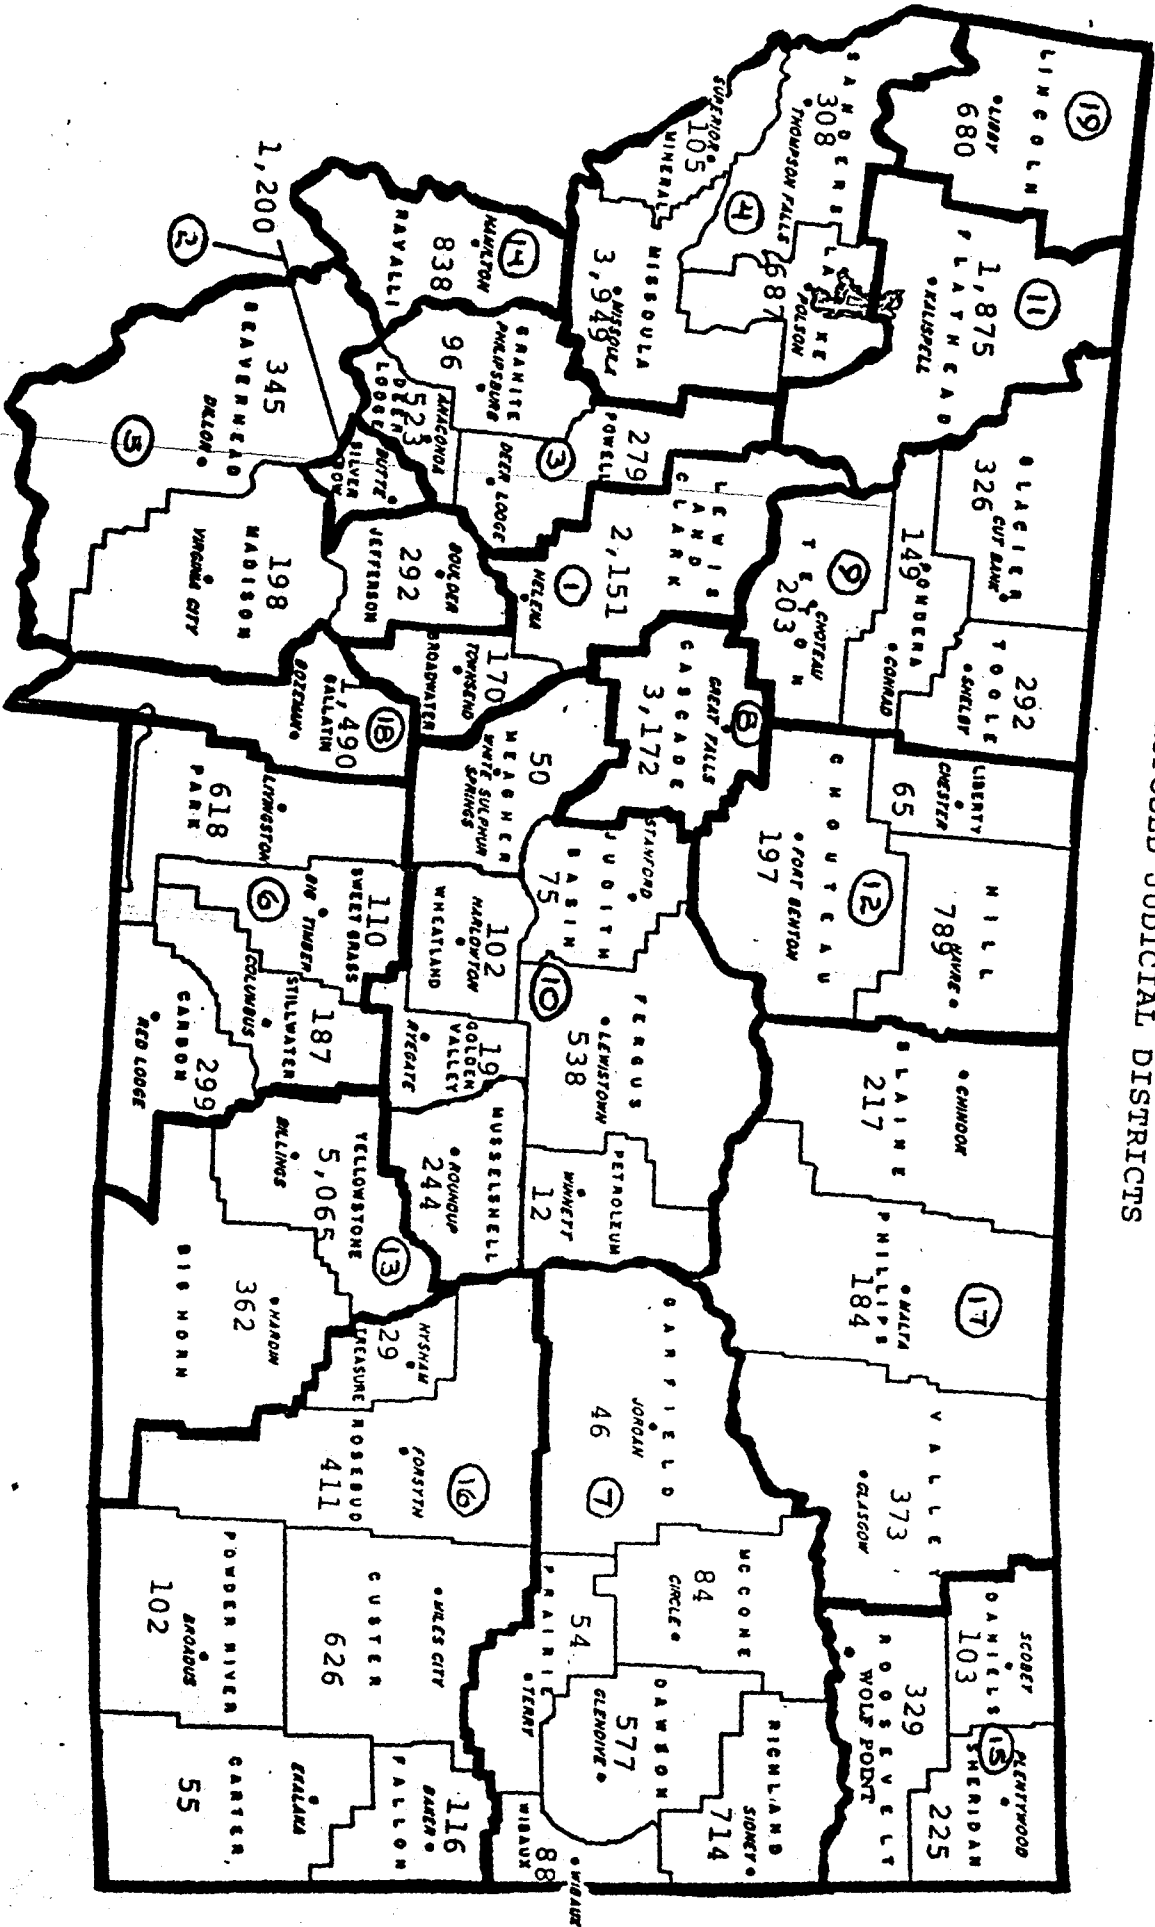 JUDICIAL DISTRICTS
19
LINCOLN
LIBBY
680
11
FLATHEAD
1,875
KALISPELL
SANDERS
308
THOMPSON FALLS
4
LAKE
687
POLSON
SUPERIOR
105
MINERAL
MISSOULA
3,949
MISSOULA
14
HAMILTON
838
RAVALLI
1,200
2
GRANITE
PHILIPSBURG
96
POWELL
279
3
DEER LODGE
ANACONDA
523
DEER
LODGE
BUTTE
SILVER
BOW
BEAVERHEAD
345
DILLON
5
MADISON
198
VIRGINIA CITY
JEFFERSON
BOULDER
292
LEWIS
AND
CLARK
2,151
1
HELENA
GLACIER
326
CUT BANK
PONDERA
149
CONRAD
TOOLE
292
SHELBY
9
TETON
CHOTEAU
203
8
GREAT FALLS
CASCADE
3,172
BROADWATER
TOWNSEND
170
18
1,490
GALLATIN
BOZEMAN
MEAGHER
50
WHITE SULPHUR
SPRINGS
PARK
618
LIVINGSTON
LIBERTY
CHESTER
65
HILL
789
HAVRE
CHOUTEAU
12
FORT BENTON
197
STANFORD
JUDITH
BASIN
75
10
FERGUS
LEWISTOWN
538
WHEATLAND
HARLOWTON
102
SWEET GRASS
110
BIG TIMBER
6
STILLWATER
187
COLUMBUS
CARBON
299
RED LODGE
GOLDEN
VALLEY
19
RYEGATE
MUSSELSHELL
ROUNDUP
244
PETROLEUM
WINNETT
12
YELLOWSTONE
5,065
BILLINGS
13
BIG HORN
HARDIN
362
BLAINE
CHINOOK
217
PHILLIPS
MALTA
184
17
VALLEY
373
GLASGOW
GARFIELD
JORDAN
46
7
HYSHAM
29
TREASURE
ROSEBUD
411
FORSYTH
16
MCCONE
84
CIRCLE
PRAIRIE
54
TERRY
CUSTER
MILES CITY
626
POWDER RIVER
BROADUS
102
DANIELS
SCOBEY
103
15
PLENTYWOOD
SHERIDAN
225
ROOSEVELT
329
WOLF POINT
RICHLAND
SIDNEY
714
DAWSON
577
GLENDIVE
WIBAUX
88
WIBAUX
FALLON
BAKER
116
CARTER
EKALAKA
55